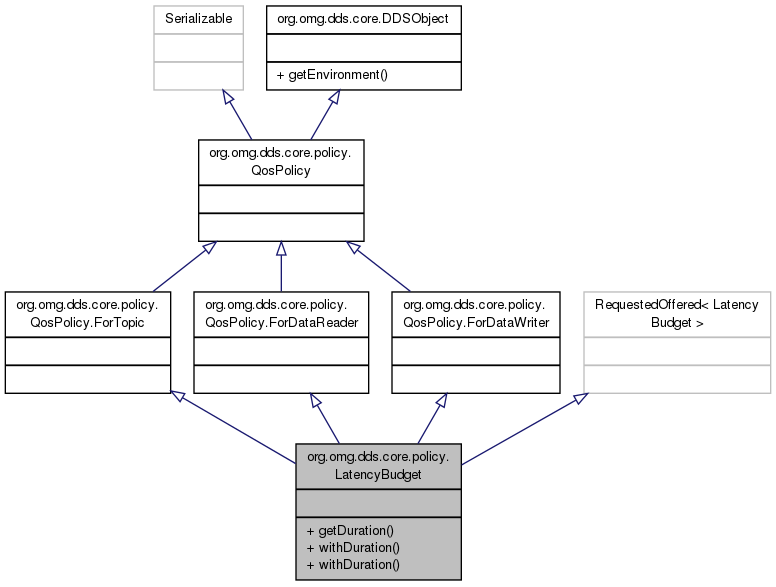 Serializable
org.omg.dds.core.DDSObject
+ getEnvironment()
org.omg.dds.core.policy.
QosPolicy
org.omg.dds.core.policy.
QosPolicy.ForTopic
org.omg.dds.core.policy.
QosPolicy.ForDataReader
org.omg.dds.core.policy.
QosPolicy.ForDataWriter
RequestedOffered< Latency
Budget >
org.omg.dds.core.policy.
LatencyBudget
+ getDuration()
+ withDuration()
+ withDuration()